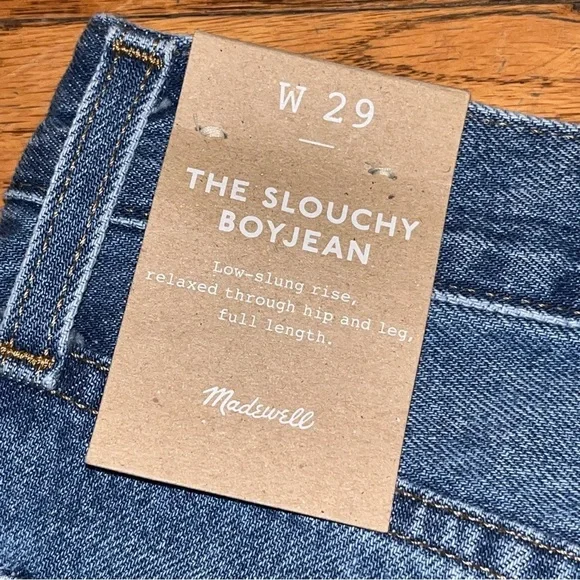 W 29
THE SLOUCHY
BOYJEAN
Low-slung rise,
relaxed through hip and leg,
full length.
Madewell